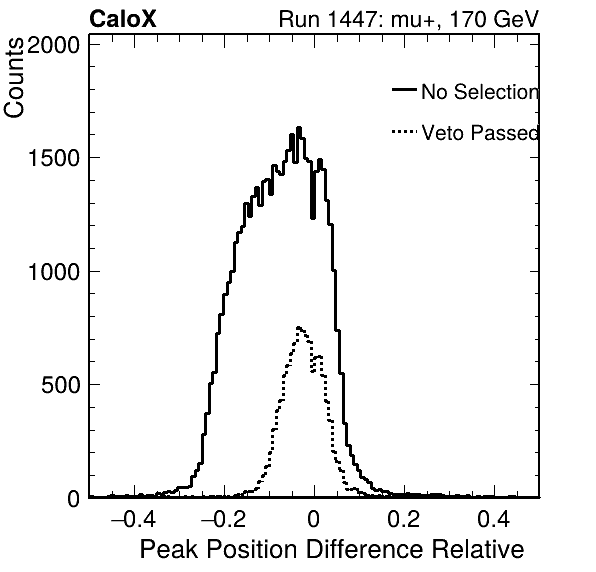 CaloX Run 1447: mu+, 170 GeV
Counts
2000
No Selection
Veto Passed
1500
1000
500
0
−0.4 −0.2 0 0.2 0.4
Peak Position Difference Relative